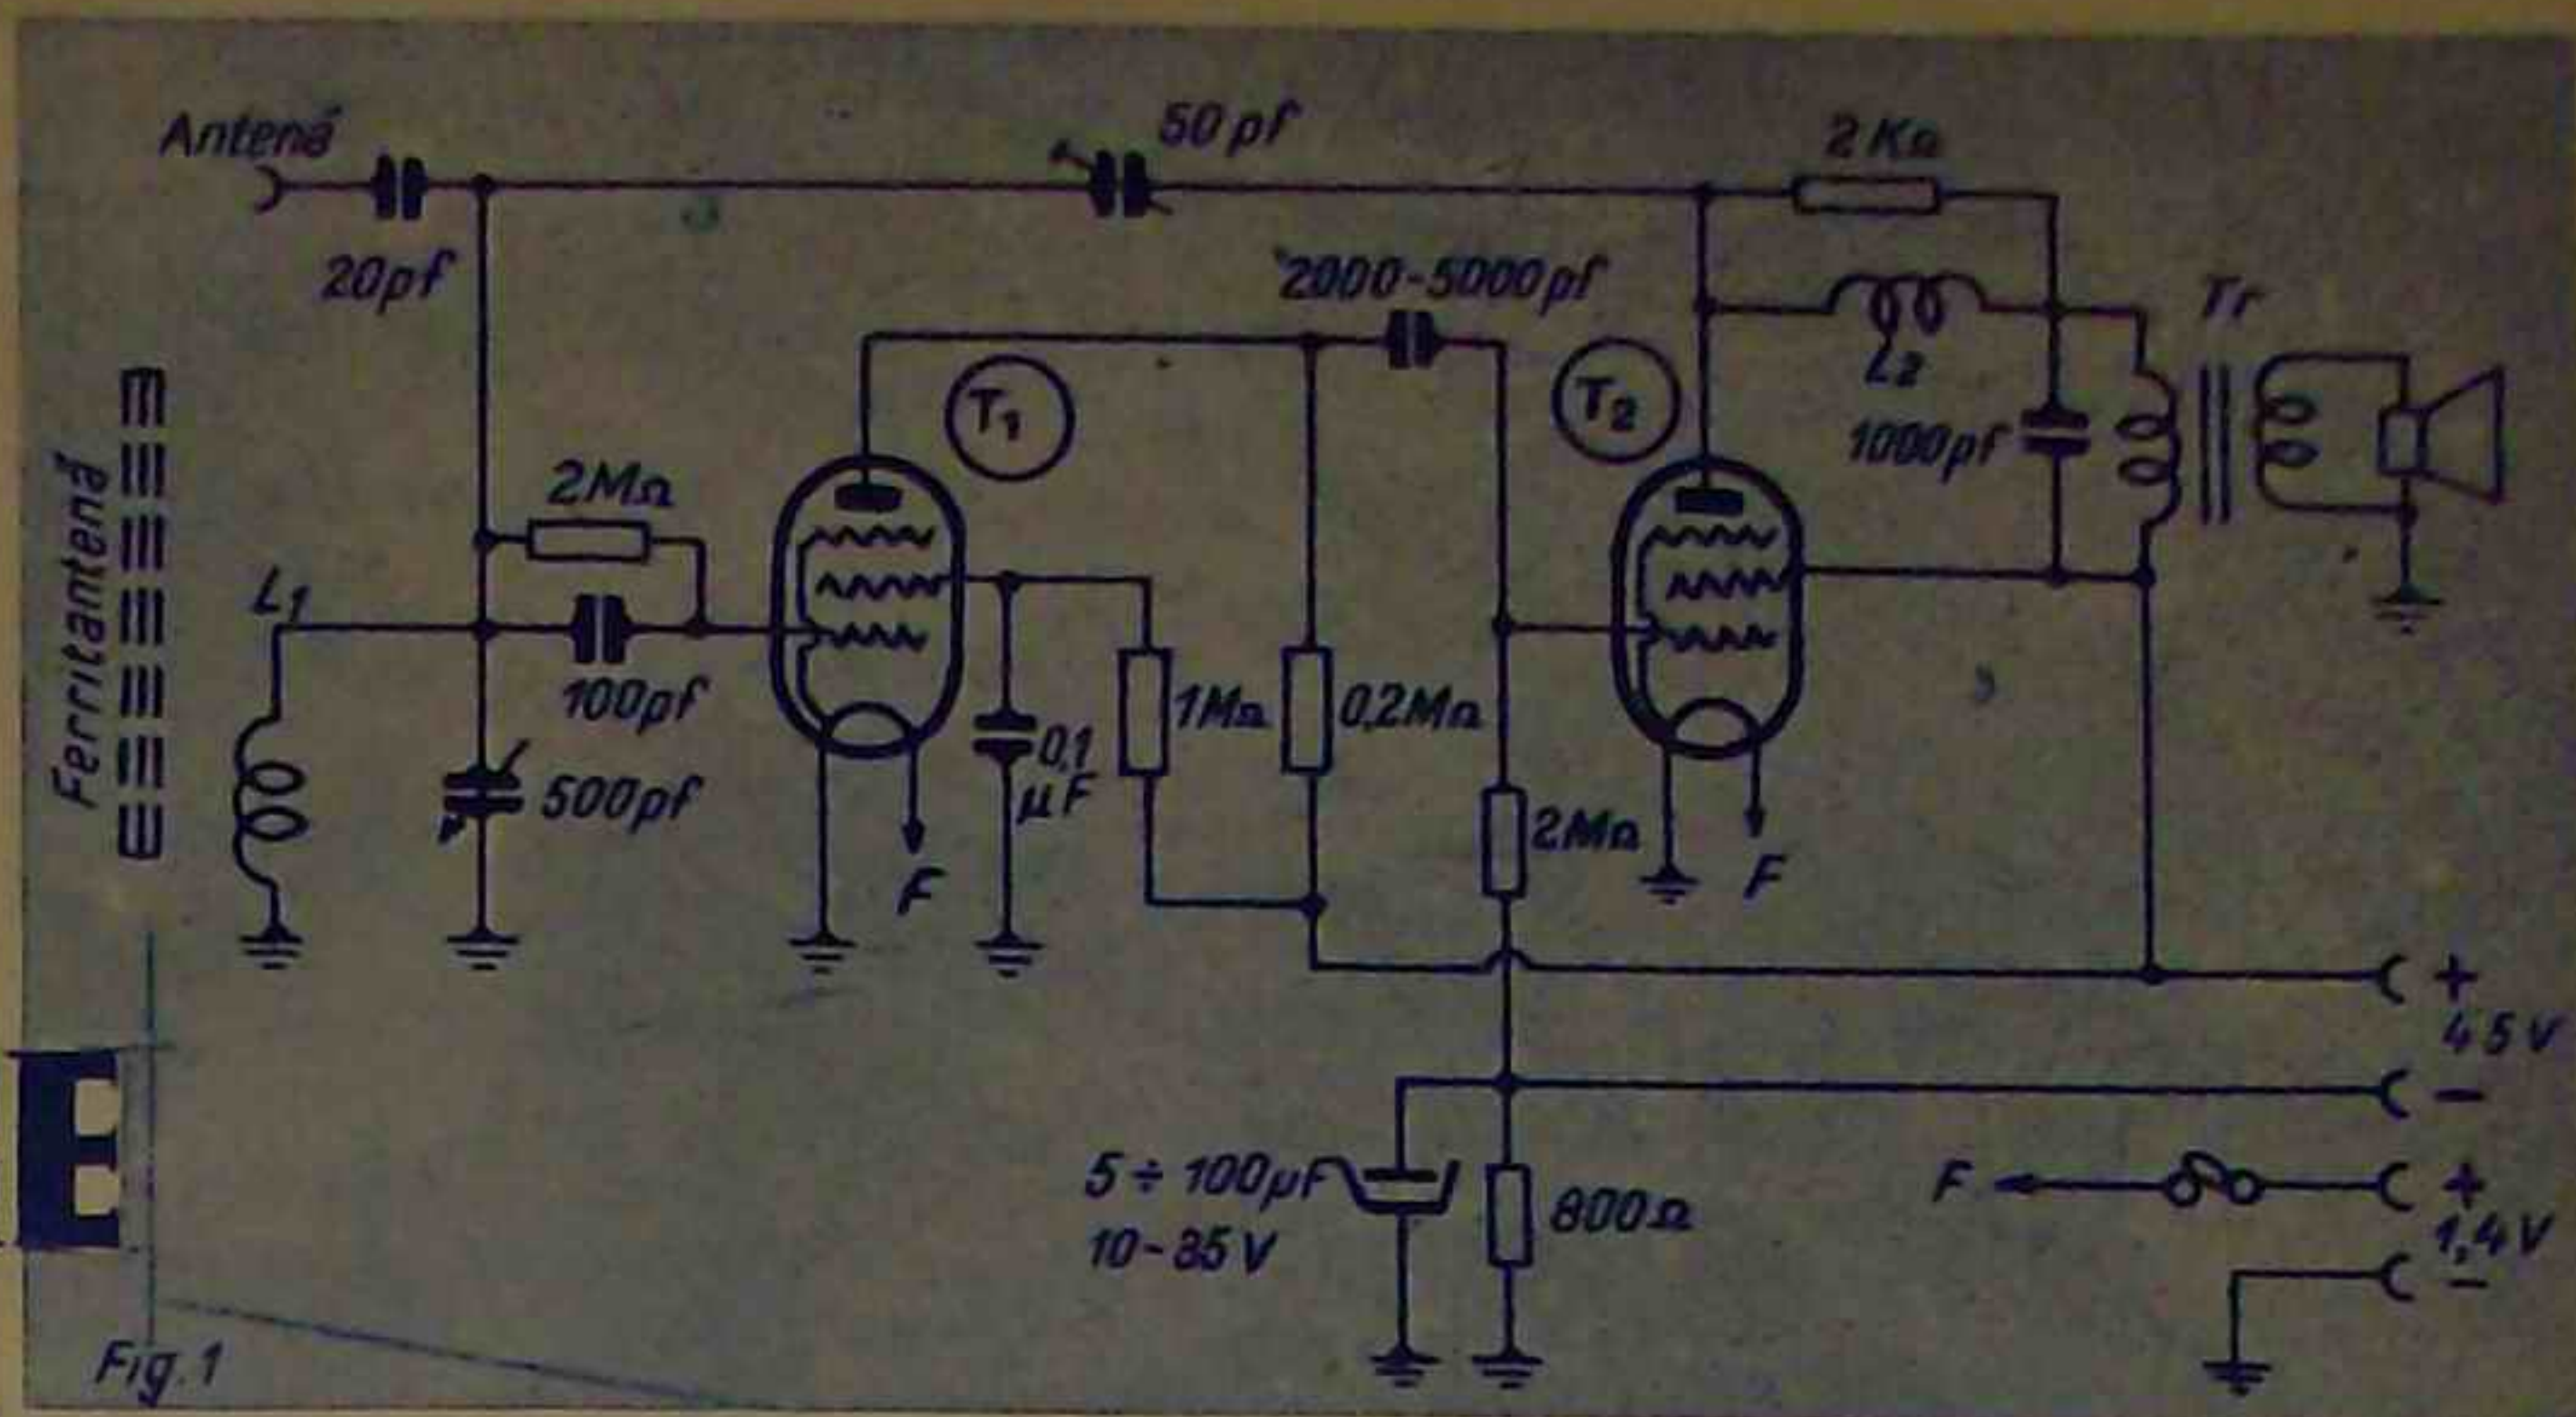 Antenă
50 pf
2 KΩ
20pf
2000-5000pf
Tr
L2
T1
T2
1000pf
Ferritantenă
2MΩ
L1
100pf
1MΩ
0,2MΩ
0,1
µF
500pf
2MΩ
F
F
+
45V
−
5÷100µF
10-35V
800Ω
F
+
1,4V
−
Fig.1